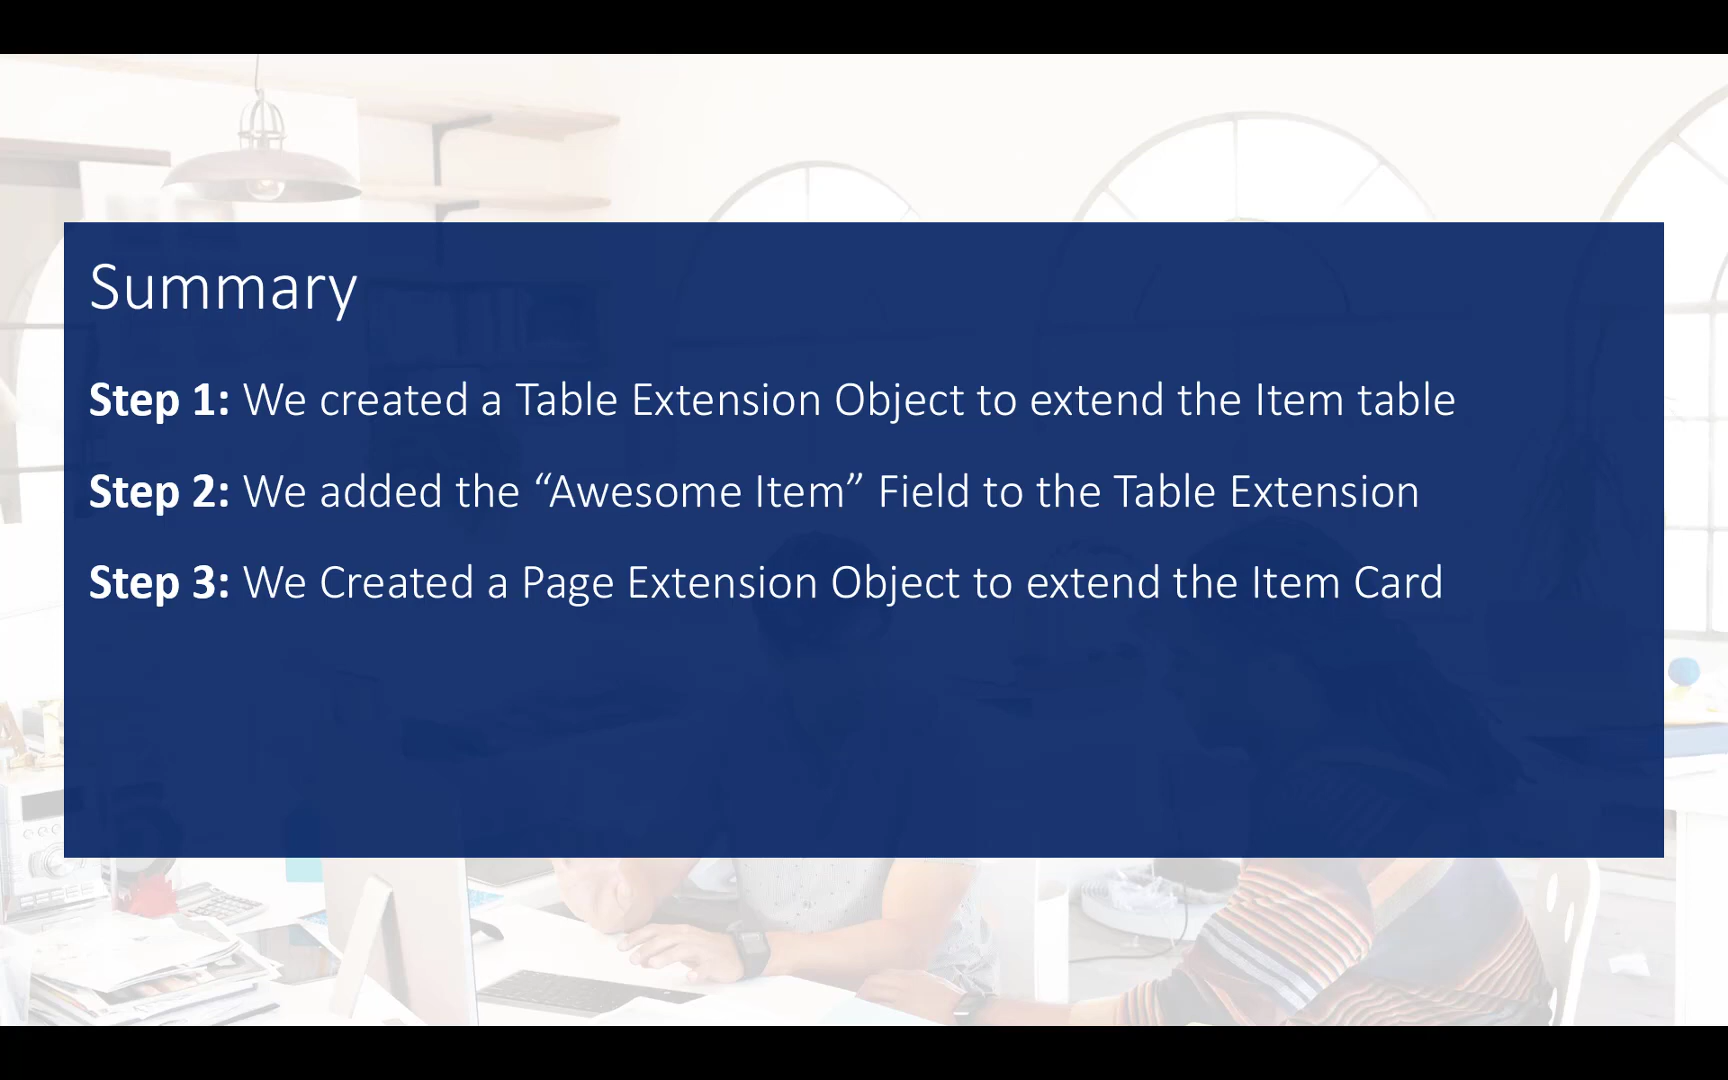 Summary
Step 1: We created a Table Extension Object to extend the Item table
Step 2: We added the “Awesome Item” Field to the Table Extension
Step 3: We Created a Page Extension Object to extend the Item Card